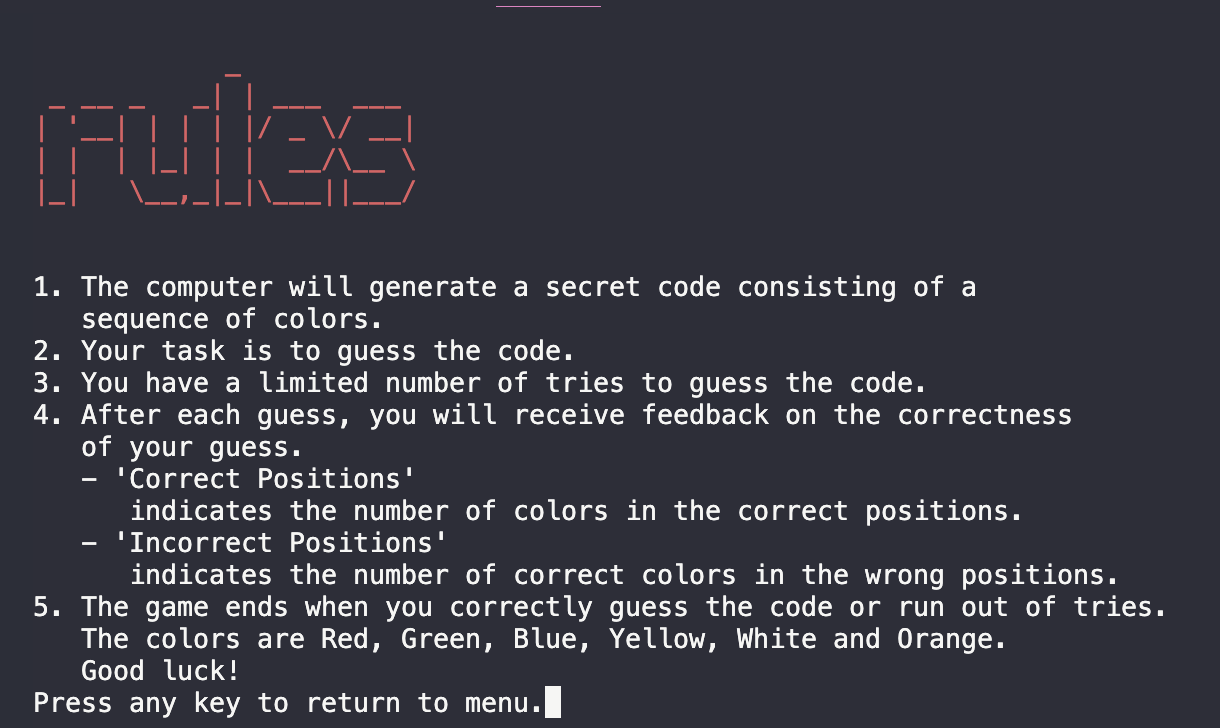 rules
1. The computer will generate a secret code consisting of a
sequence of colors.
2. Your task is to guess the code.
3. You have a limited number of tries to guess the code.
4. After each guess, you will receive feedback on the correctness
of your guess.
- 'Correct Positions'
indicates the number of colors in the correct positions.
- 'Incorrect Positions'
indicates the number of correct colors in the wrong positions.
5. The game ends when you correctly guess the code or run out of tries.
The colors are Red, Green, Blue, Yellow, White and Orange.
Good luck!
Press any key to return to menu.